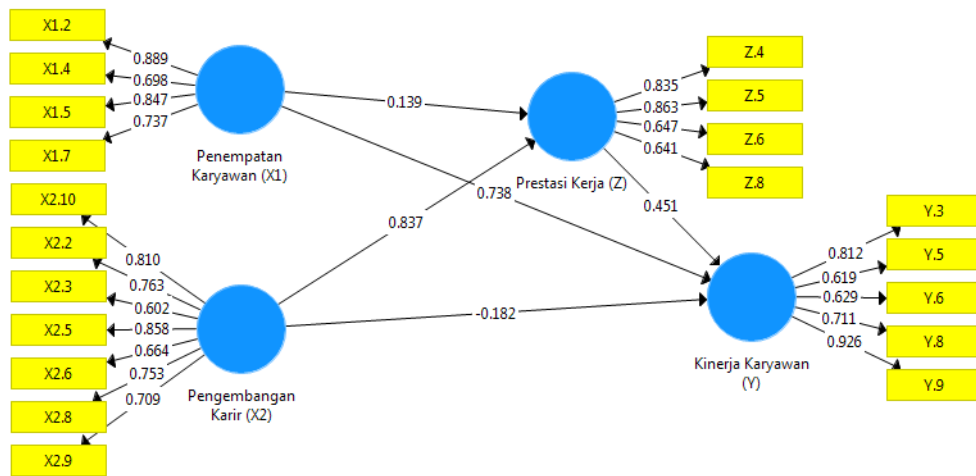 X1.2
X1.4
X1.5
X1.7
0.889
0.698
0.847
0.737
Penempatan
Karyawan (X1)
0.139
0.738
Z.4
Z.5
Z.6
Z.8
0.835
0.863
0.647
0.641
Prestasi Kerja (Z)
0.837
0.451
X2.10
X2.2
X2.3
X2.5
X2.6
X2.8
X2.9
0.810
0.763
0.602
0.858
0.664
0.753
0.709
Pengembangan
Karir (X2)
-0.182
Y.3
Y.5
Y.6
Y.8
Y.9
0.812
0.619
0.629
0.711
0.926
Kinerja Karyawan
(Y)